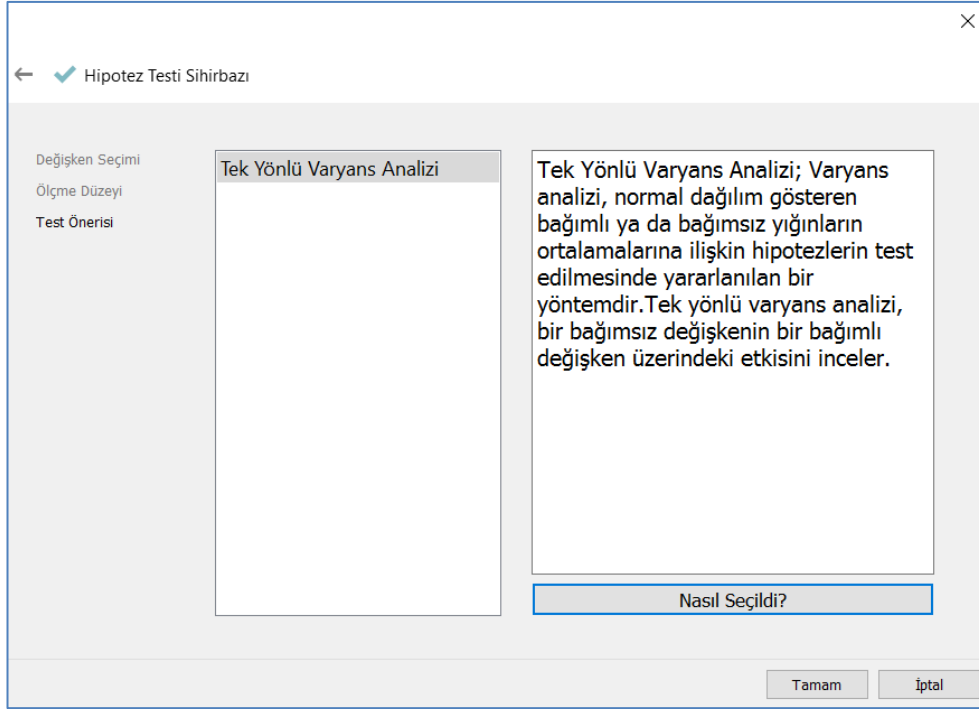 Hipotez Testi Sihirbazı
Değişken Seçimi
Ölçme Düzeyi
Test Önerisi
Tek Yönlü Varyans Analizi
Tek Yönlü Varyans Analizi; Varyans
analizi, normal dağılım gösteren
bağımlı ya da bağımsız yığınların
ortalamalarına ilişkin hipotezlerin test
edilmesinde yararlanılan bir
yöntemdir.Tek yönlü varyans analizi,
bir bağımsız değişkenin bir bağımlı
değişken üzerindeki etkisini inceler.
Nasıl Seçildi?
Tamam
İptal